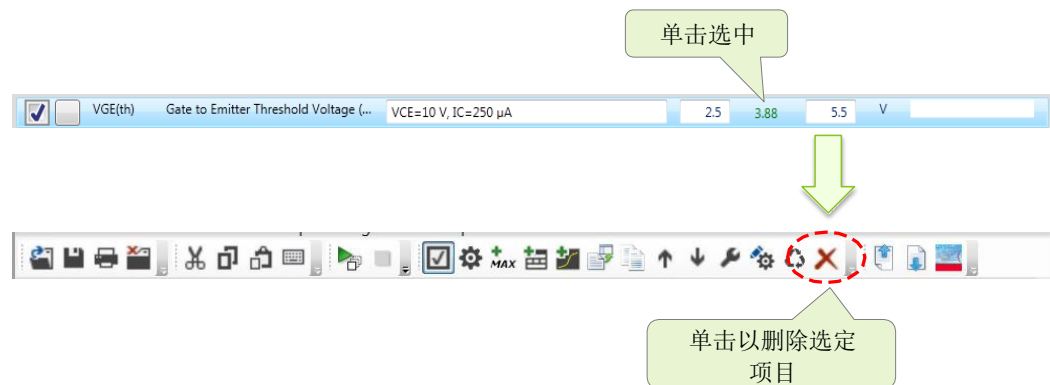 单击选中
VGE(th) Gate to Emitter Threshold Voltage (... VCE=10 V, IC=250 µA 2.5 3.88 5.5 V
MAX
单击以删除选定
项目